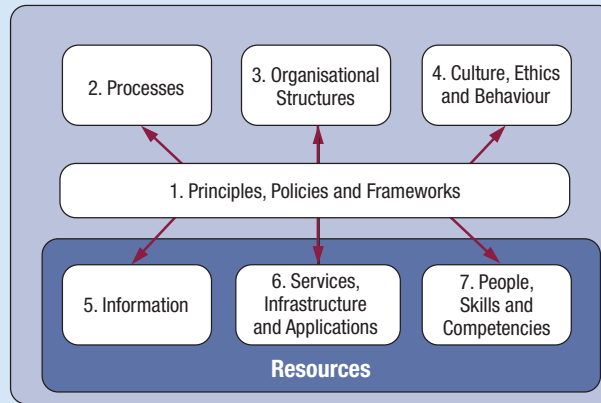 2. Processes
3. Organisational
Structures
4. Culture, Ethics
and Behaviour
1. Principles, Policies and Frameworks
5. Information
6. Services,
Infrastructure
and Applications
7. People,
Skills and
Competencies
Resources